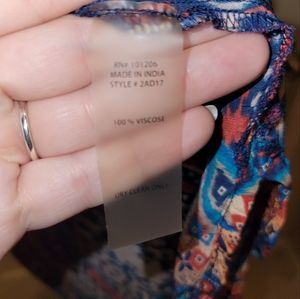 RN# 101206
MADE IN INDIA
STYLE # 2AD17
100 % VISCOSE
DRY CLEAN ONLY